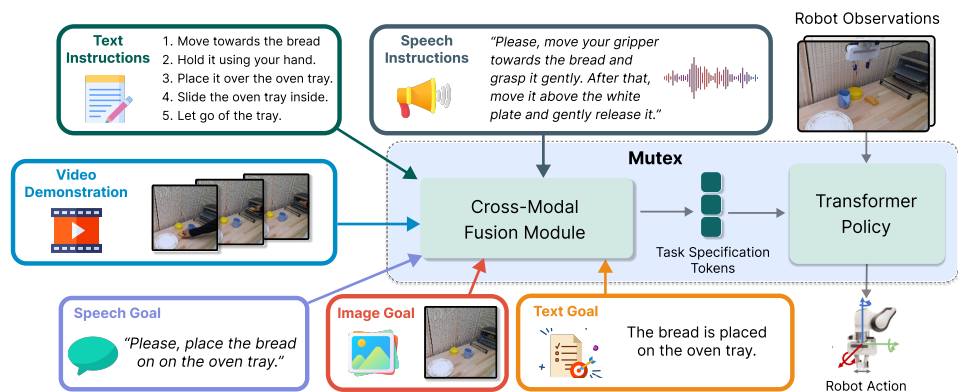 Text
Instructions
1. Move towards the bread
2. Hold it using your hand.
3. Place it over the oven tray.
4. Slide the oven tray inside.
5. Let go of the tray.
Speech
Instructions
“Please, move your gripper
towards the bread and
grasp it gently. After that,
move it above the white
plate and gently release it.”
Robot Observations
Video
Demonstration
Mutex
Cross-Modal
Fusion Module
Task Specification
Tokens
Transformer
Policy
Speech Goal
“Please, place the bread
on on the oven tray.”
Image Goal
Text Goal
The bread is placed
on the oven tray.
Robot Action